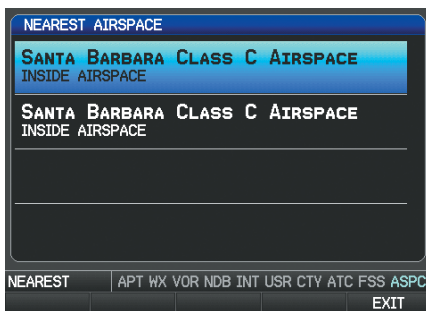 NEAREST AIRSPACE
SANTA BARBARA CLASS C AIRSPACE
INSIDE AIRSPACE
SANTA BARBARA CLASS C AIRSPACE
INSIDE AIRSPACE
NEAREST APT WX VOR NDB INT USR CTY ATC FSS ASPC
EXIT